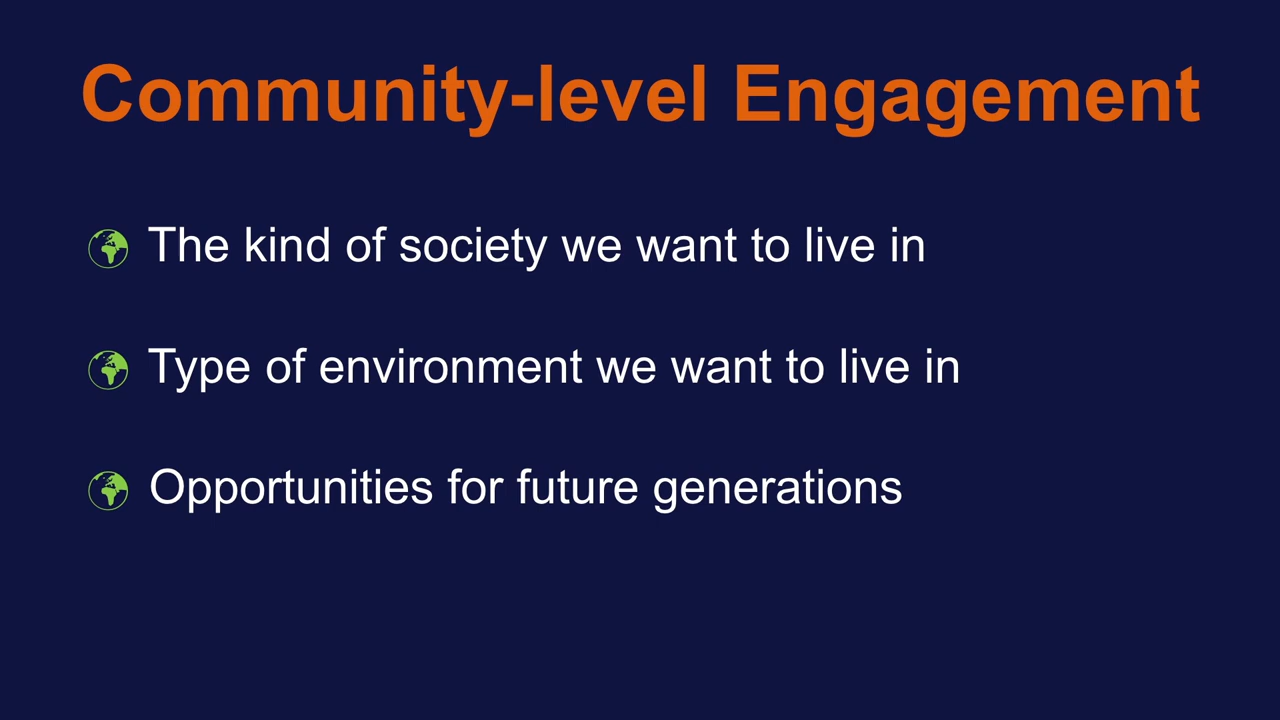 Community-level Engagement
The kind of society we want to live in
Type of environment we want to live in
Opportunities for future generations